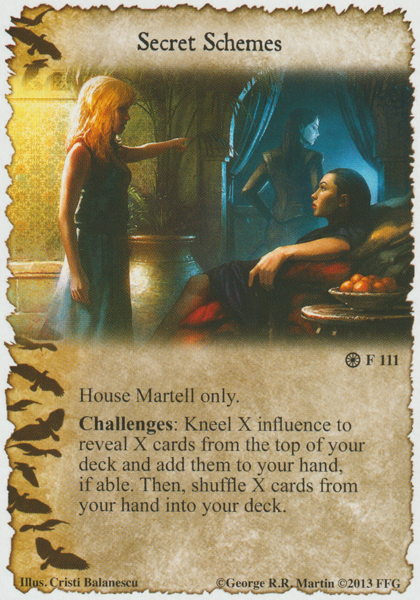 Secret Schemes
F 111
House Martell only.
Challenges: Kneel X influence to
reveal X cards from the top of your
deck and add them to your hand,
if able. Then, shuffle X cards from
your hand into your deck.
Illus. Cristi Balanescu ©George R.R. Martin ©2013 FFG